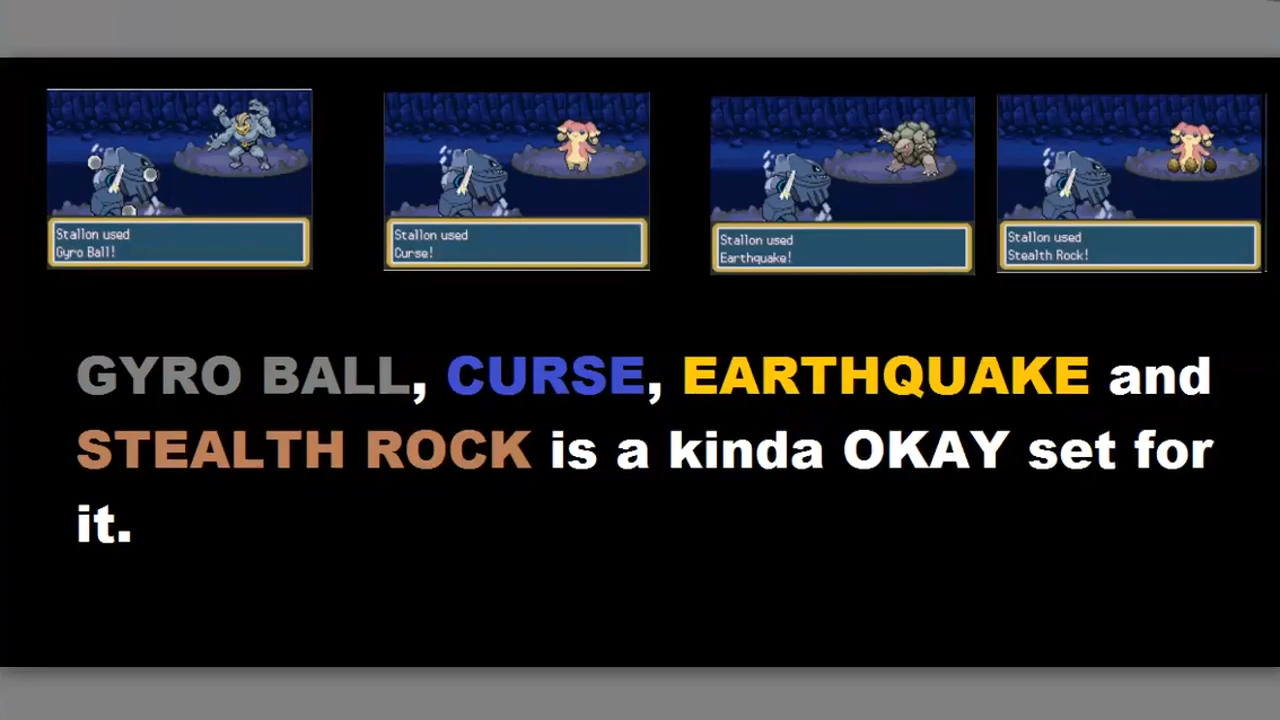 Stallon used
Gyro Ball!
Stallon used
Curse!
Stallon used
Earthquake!
Stallon used
Stealth Rock!
GYRO BALL, CURSE, EARTHQUAKE and
STEALTH ROCK is a kinda OKAY set for
it.